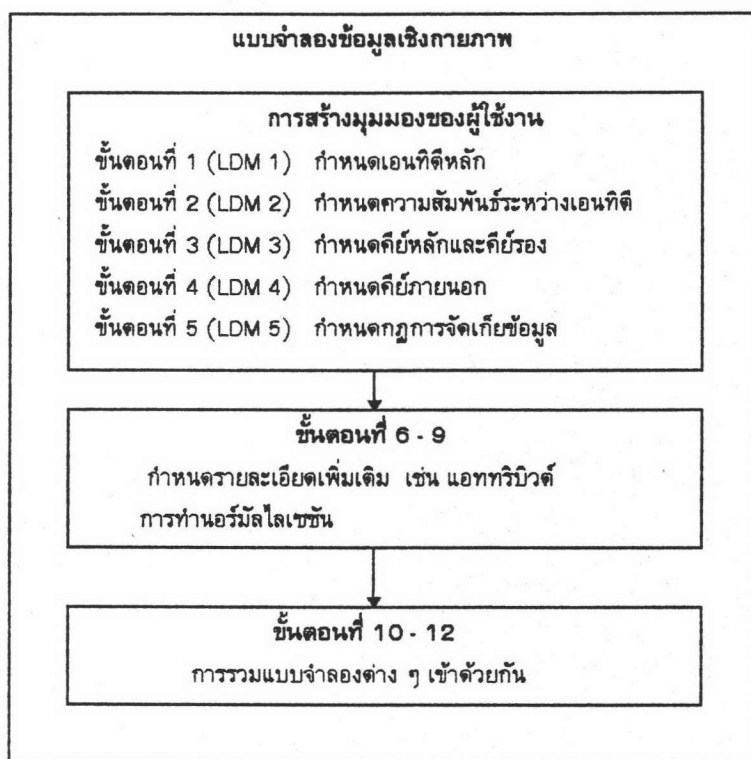 แบบจำลองข้อมูลเชิงกายภาพ
การสร้างมุมมองของผู้ใช้งาน
ขั้นตอนที่ 1 (LDM 1) กำหนดเอนทิตีหลัก
ขั้นตอนที่ 2 (LDM 2) กำหนดความสัมพันธ์ระหว่างเอนทิตี
ขั้นตอนที่ 3 (LDM 3) กำหนดคีย์หลักและคีย์รอง
ขั้นตอนที่ 4 (LDM 4) กำหนดคีย์ภายนอก
ขั้นตอนที่ 5 (LDM 5) กำหนดกฎการจัดเก็ยข้อมูล
ขั้นตอนที่ 6 - 9
กำหนดรายละเอียดเพิ่มเติม เช่น แอททริบิวต์
การทำนอร์มัลไลเซชัน
ขั้นตอนที่ 10 - 12
การรวมแบบจำลองต่าง ๆ เข้าด้วยกัน